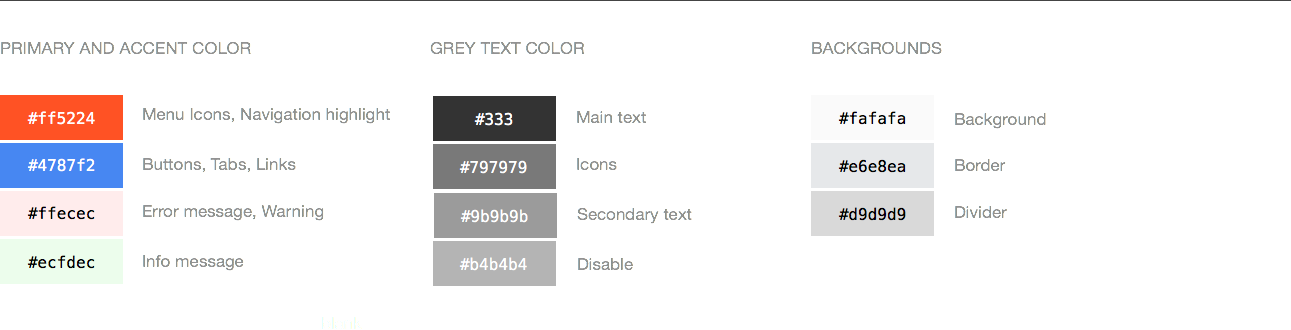 PRIMARY AND ACCENT COLOR
#ff5224 Menu Icons, Navigation highlight
#4787f2 Buttons, Tabs, Links
#ffecec Error message, Warning
#ecfdec Info message
GREY TEXT COLOR
#333 Main text
#797979 Icons
#9b9b9b Secondary text
#b4b4b4 Disable
BACKGROUNDS
#fafafa Background
#e6e8ea Border
#d9d9d9 Divider